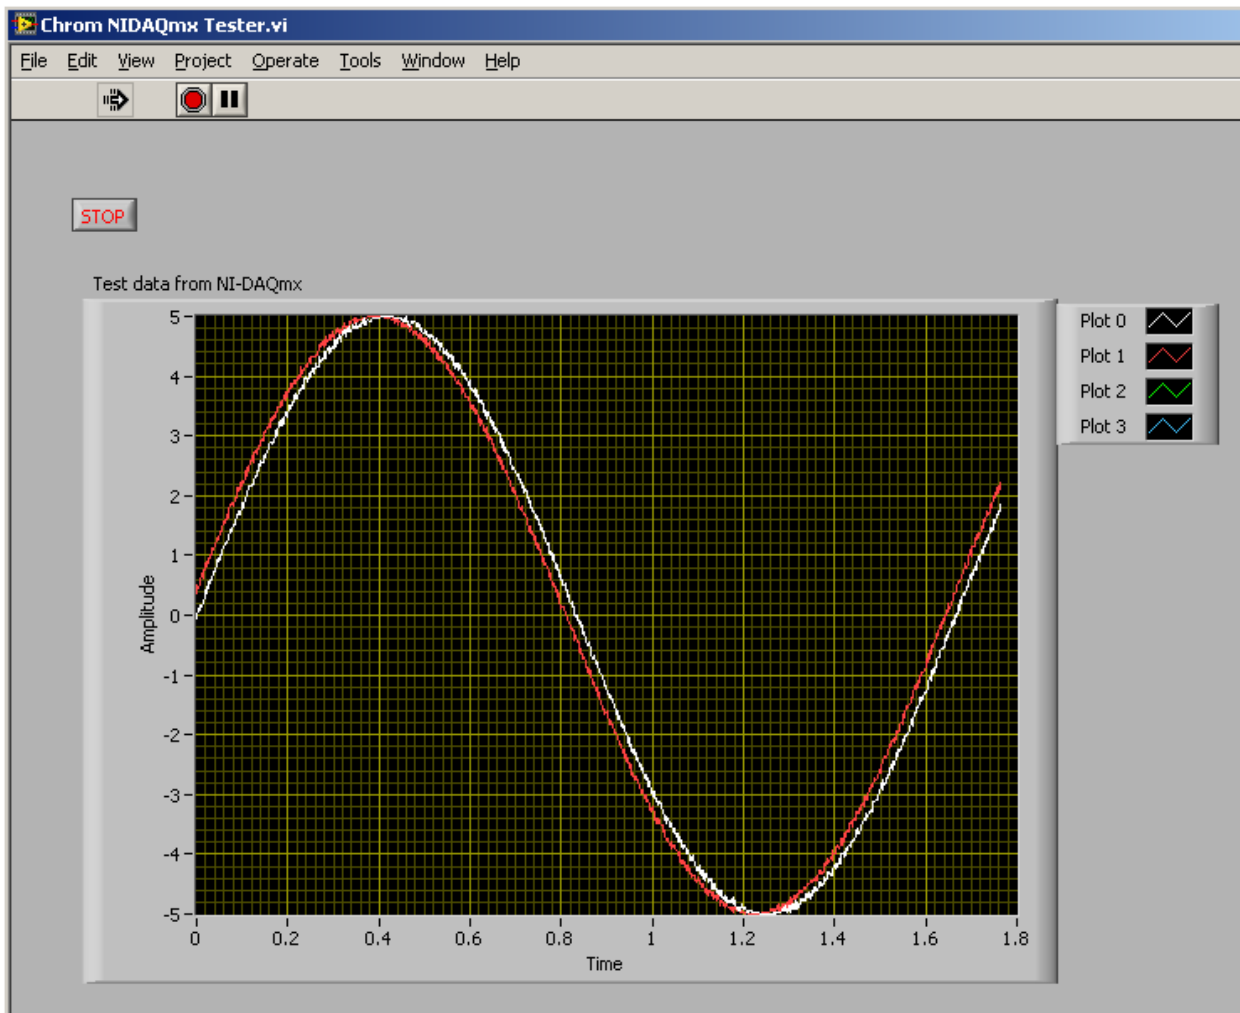 Chrom NIDAQmx Tester.vi
File Edit View Project Operate Tools Window Help
STOP
Test data from NI-DAQmx
Plot 0
Plot 1
Plot 2
Plot 3
Amplitude
5
4
3
2
1
0
-1
-2
-3
-4
-5
0 0.2 0.4 0.6 0.8 1 1.2 1.4 1.6 1.8
Time